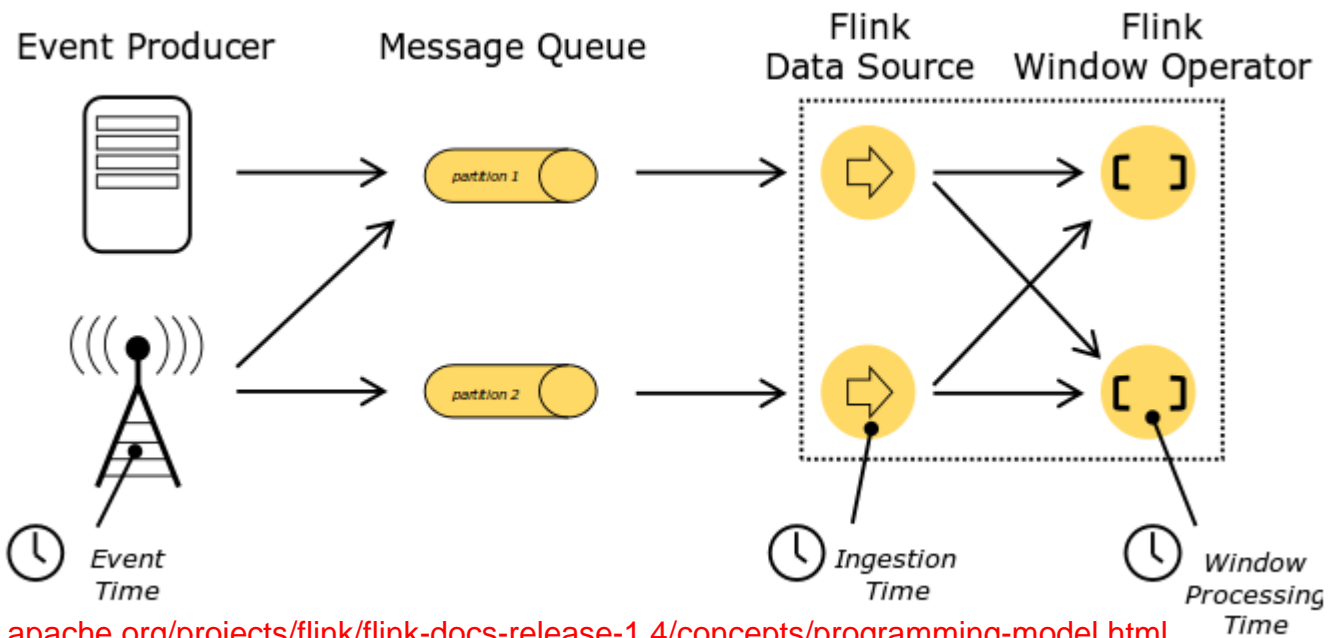 Event Producer
Message Queue
Flink
Data Source
Flink
Window Operator
partition 1
partition 2
Event
Time
Ingestion
Time
Window
Processing
Time
apache.org/projects/flink/flink-docs-release-1.4/concepts/programming-model.html